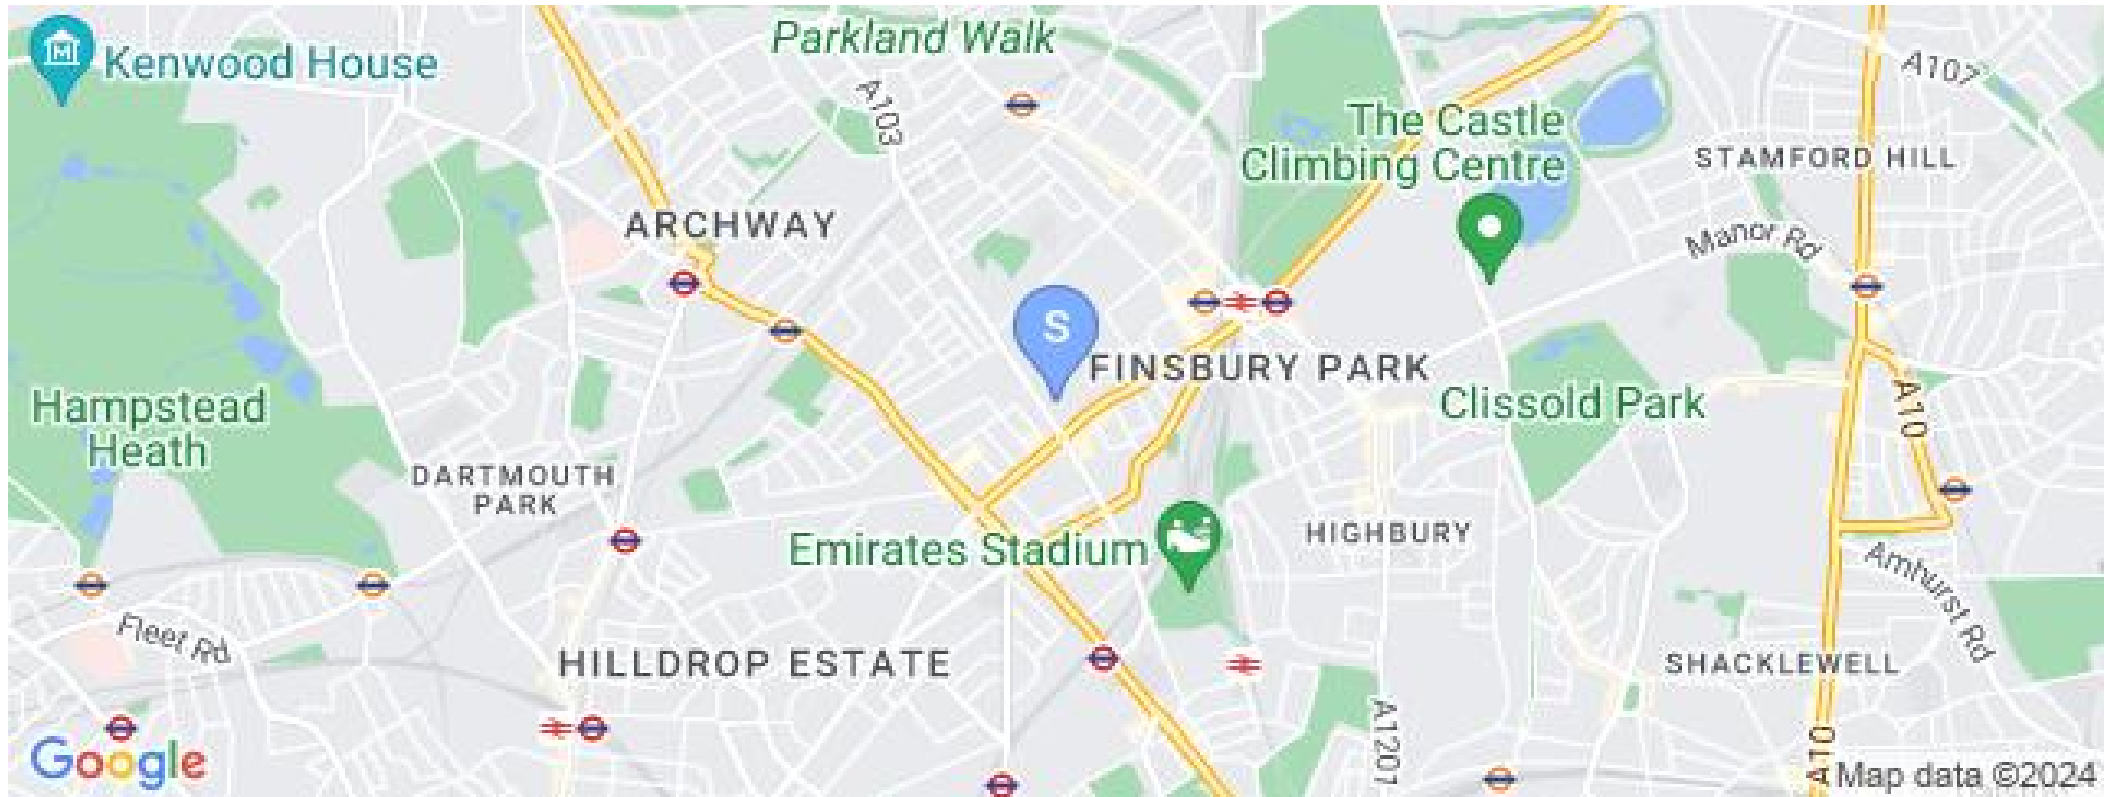 Kenwood House
Parkland Walk
A103
A107
The Castle
Climbing Centre
STAMFORD HILL
ARCHWAY
Manor Rd
S
FINSBURY PARK
Hampstead
Heath
Clissold Park
A10
DARTMOUTH
PARK
Emirates Stadium
HIGHBURY
Amhurst Rd
Fleet Rd
HILLDROP ESTATE
SHACKLEWELL
A1201
A10
Google
Map data ©2024